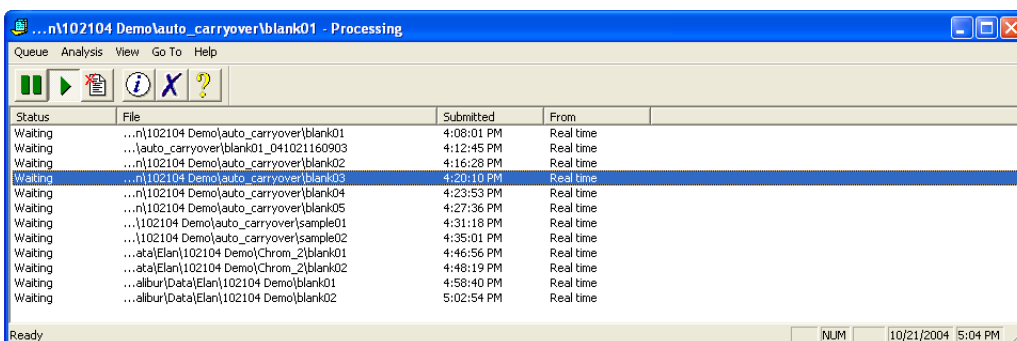 ...n\102104 Demo\auto_carryover\blank01 - Processing
Queue Analysis View Go To Help
Status File Submitted From
Waiting ...n\102104 Demo\auto_carryover\blank01 4:08:01 PM Real time
Waiting ...\auto_carryover\blank01_041021160903 4:12:45 PM Real time
Waiting ...n\102104 Demo\auto_carryover\blank02 4:16:28 PM Real time
Waiting ...n\102104 Demo\auto_carryover\blank03 4:20:10 PM Real time
Waiting ...n\102104 Demo\auto_carryover\blank04 4:23:53 PM Real time
Waiting ...n\102104 Demo\auto_carryover\blank05 4:27:36 PM Real time
Waiting ...\102104 Demo\auto_carryover\sample01 4:31:18 PM Real time
Waiting ...\102104 Demo\auto_carryover\sample02 4:35:01 PM Real time
Waiting ...ata\Elan\102104 Demo\Chrom_2\blank01 4:46:56 PM Real time
Waiting ...ata\Elan\102104 Demo\Chrom_2\blank02 4:48:19 PM Real time
Waiting ...alibur\Data\Elan\102104 Demo\blank01 4:58:40 PM Real time
Waiting ...alibur\Data\Elan\102104 Demo\blank02 5:02:54 PM Real time
Ready NUM 10/21/2004 5:04 PM